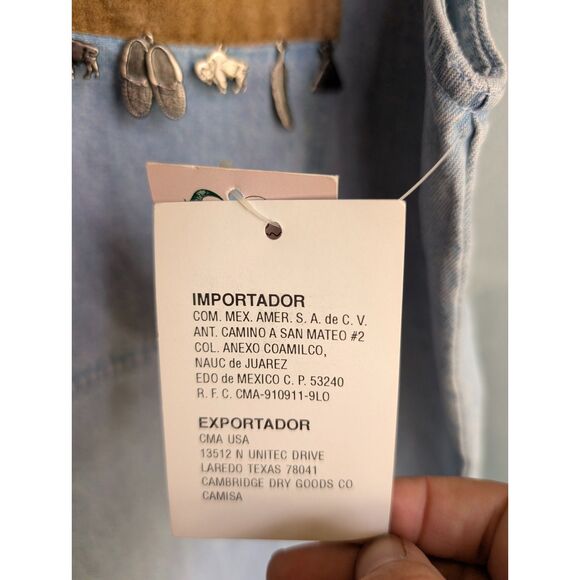 IMPORTADOR
COM. MEX. AMER. S. A. de C. V.
ANT. CAMINO A SAN MATEO #2
COL. ANEXO COAMILCO,
NAUC de JUAREZ
EDO de MEXICO C. P. 53240
R. F. C. CMA-910911-9LO
EXPORTADOR
CMA USA
13512 N UNITEC DRIVE
LAREDO TEXAS 78041
CAMBRIDGE DRY GOODS CO
CAMISA